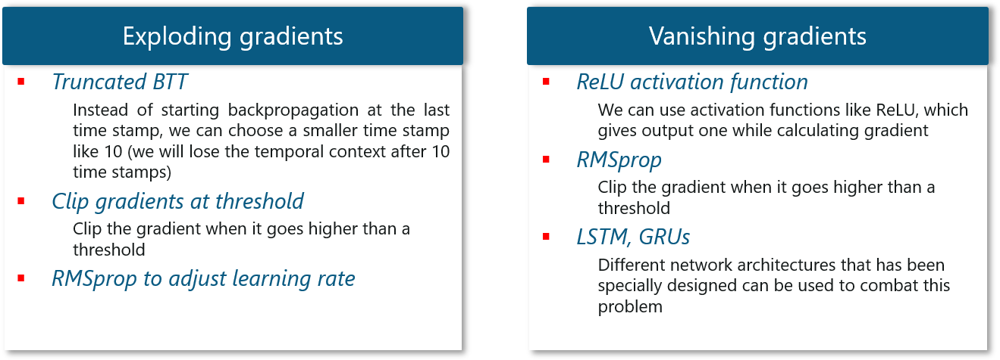 Exploding gradients
Truncated BTT
Instead of starting backpropagation at the last
time stamp, we can choose a smaller time stamp
like 10 (we will lose the temporal context after 10
time stamps)
Clip gradients at threshold
Clip the gradient when it goes higher than a
threshold
RMSprop to adjust learning rate
Vanishing gradients
ReLU activation function
We can use activation functions like ReLU, which
gives output one while calculating gradient
RMSprop
Clip the gradient when it goes higher than a
threshold
LSTM, GRUs
Different network architectures that has been
specially designed can be used to combat this
problem